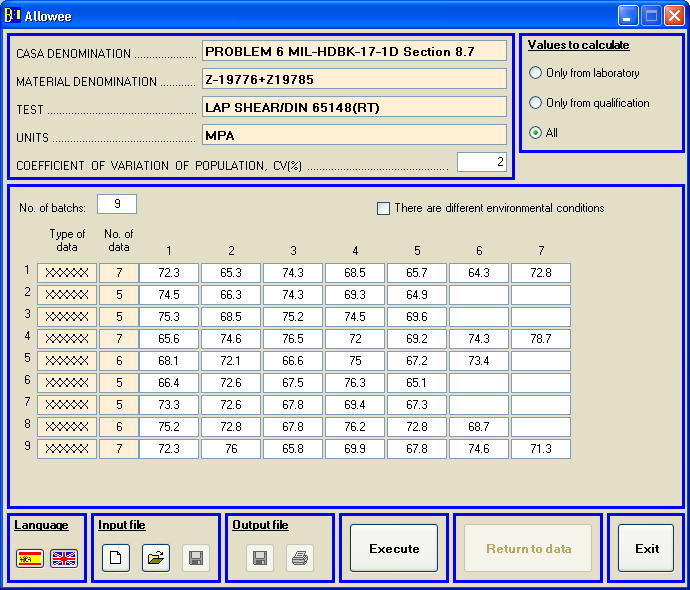 Allowee
CASA DENOMINATION ..................... PROBLEM 6 MIL-HDBK-17-1D Section 8.7
MATERIAL DENOMINATION ............ Z-19776+Z19785
TEST .................................................. LAP SHEAR/DIN 65148(RT)
UNITS ................................................ MPA
COEFFICIENT OF VARIATION OF POPULATION, CV(%) ............................................... 2
Values to calculate
Only from laboratory
Only from qualification
All
No. of batchs: 9
There are different environmental conditions
Type of data No. of data 1 2 3 4 5 6 7
1 XXXXXX 7 72.3 65.3 74.3 68.5 65.7 64.3 72.8
2 XXXXXX 5 74.5 66.3 74.3 69.3 64.9
3 XXXXXX 5 75.3 68.5 75.2 74.5 69.6
4 XXXXXX 7 65.6 74.6 76.5 72 69.2 74.3 78.7
5 XXXXXX 6 68.1 72.1 66.6 75 67.2 73.4
6 XXXXXX 5 66.4 72.6 67.5 76.3 65.1
7 XXXXXX 5 73.3 72.6 67.8 69.4 67.3
8 XXXXXX 6 75.2 72.8 67.8 76.2 72.8 68.7
9 XXXXXX 7 72.3 76 65.8 69.9 67.8 74.6 71.3
Language
Input file
Output file
Execute
Return to data
Exit